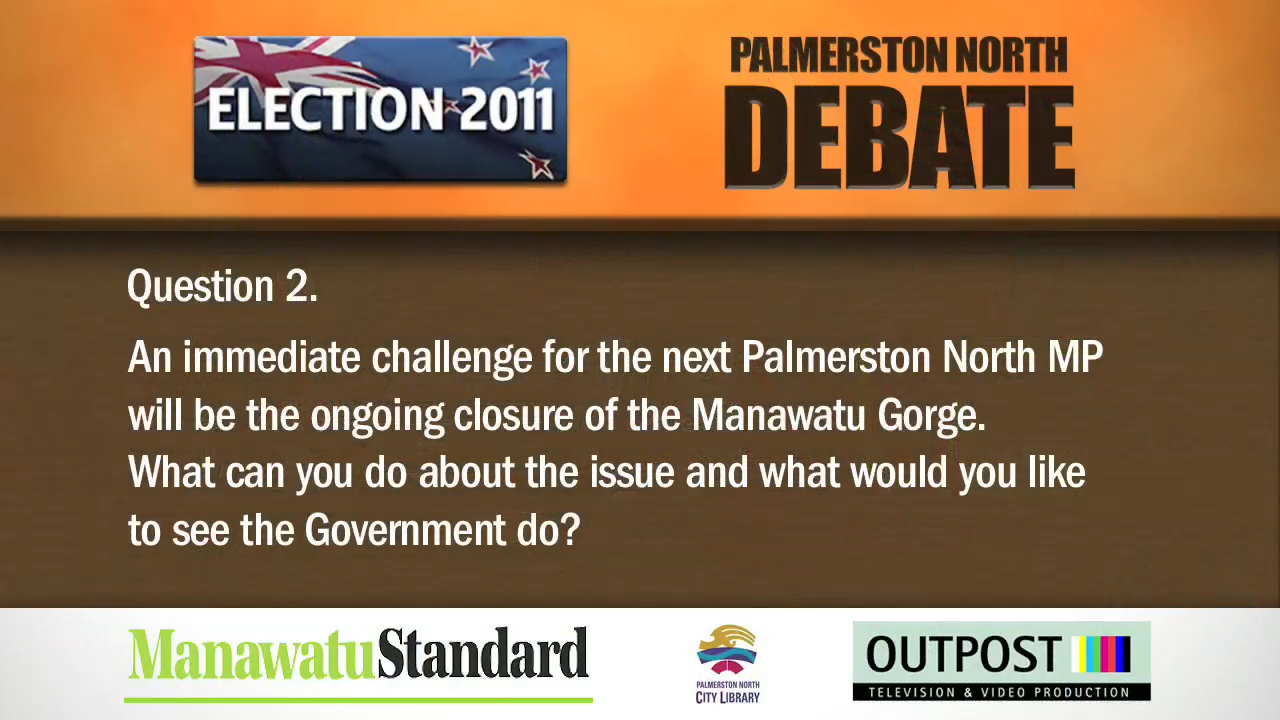 ELECTION 2011
PALMERSTON NORTH
DEBATE
Question 2.
An immediate challenge for the next Palmerston North MP
will be the ongoing closure of the Manawatu Gorge.
What can you do about the issue and what would you like
to see the Government do?
ManawatuStandard
PALMERSTON NORTH
CITY LIBRARY
OUTPOST
TELEVISION & VIDEO PRODUCTION